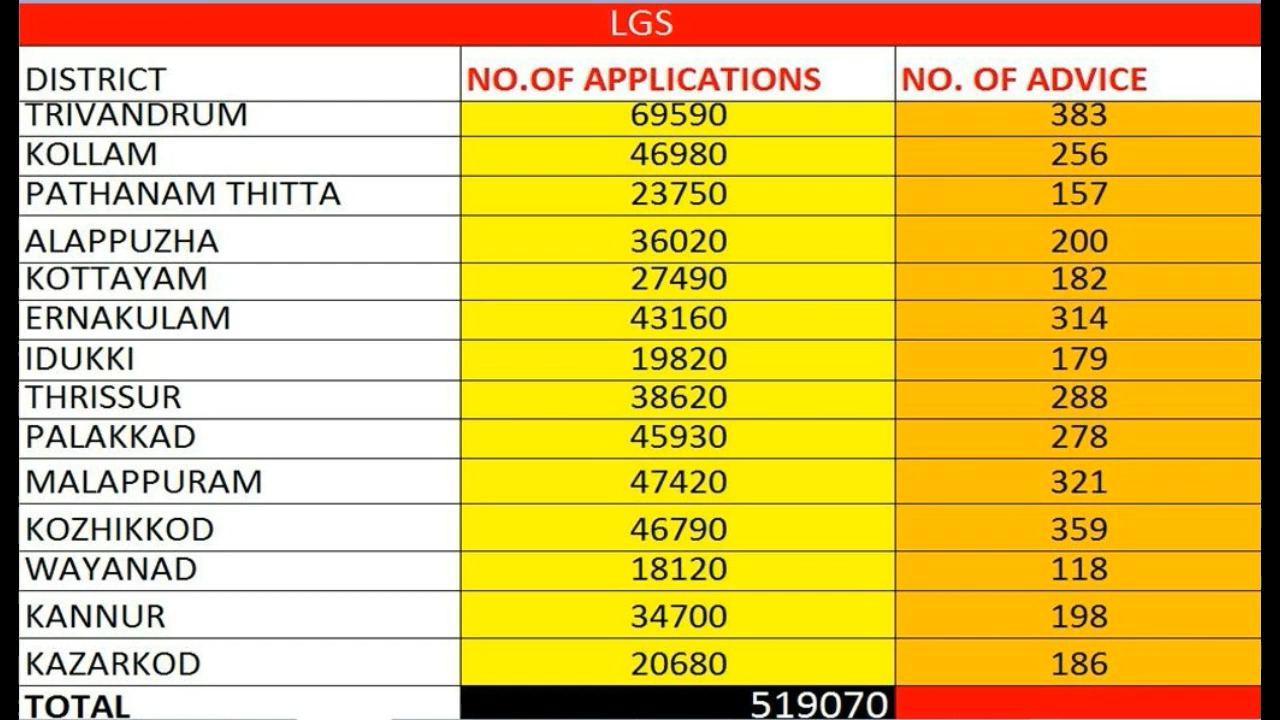 LGS
DISTRICT NO.OF APPLICATIONS NO. OF ADVICE
TRIVANDRUM 69590 383
KOLLAM 46980 256
PATHANAM THITTA 23750 157
ALAPPUZHA 36020 200
KOTTAYAM 27490 182
ERNAKULAM 43160 314
IDUKKI 19820 179
THRISSUR 38620 288
PALAKKAD 45930 278
MALAPPURAM 47420 321
KOZHIKKOD 46790 359
WAYANAD 18120 118
KANNUR 34700 198
KAZARKOD 20680 186
TOTAL 519070